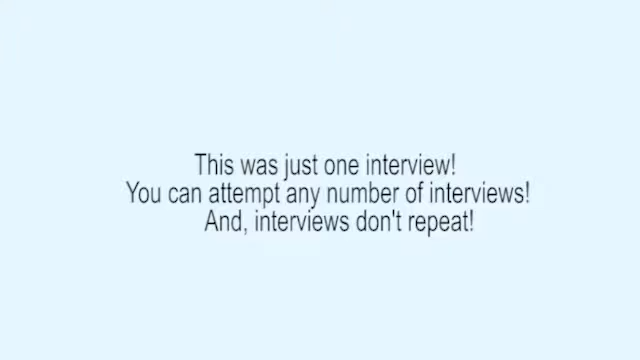 This was just one interview!
You can attempt any number of interviews!
And, interviews don't repeat!